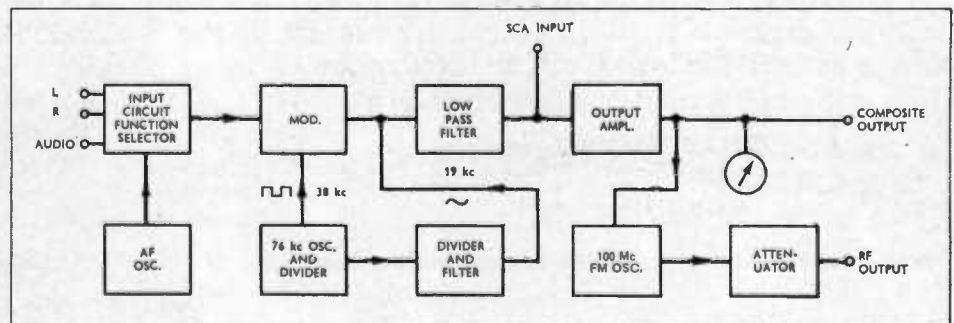 SCA INPUT
L
R
AUDIO
INPUT
CIRCUIT
FUNCTION
SELECTOR
MOD.
LOW
PASS
FILTER
OUTPUT
AMPL.
COMPOSITE
OUTPUT
38 kc
19 kc
AF
OSC.
76 kc OSC.
AND
DIVIDER
DIVIDER
AND
FILTER
100 Mc
FM OSC.
ATTEN-
UATOR
RF
OUTPUT